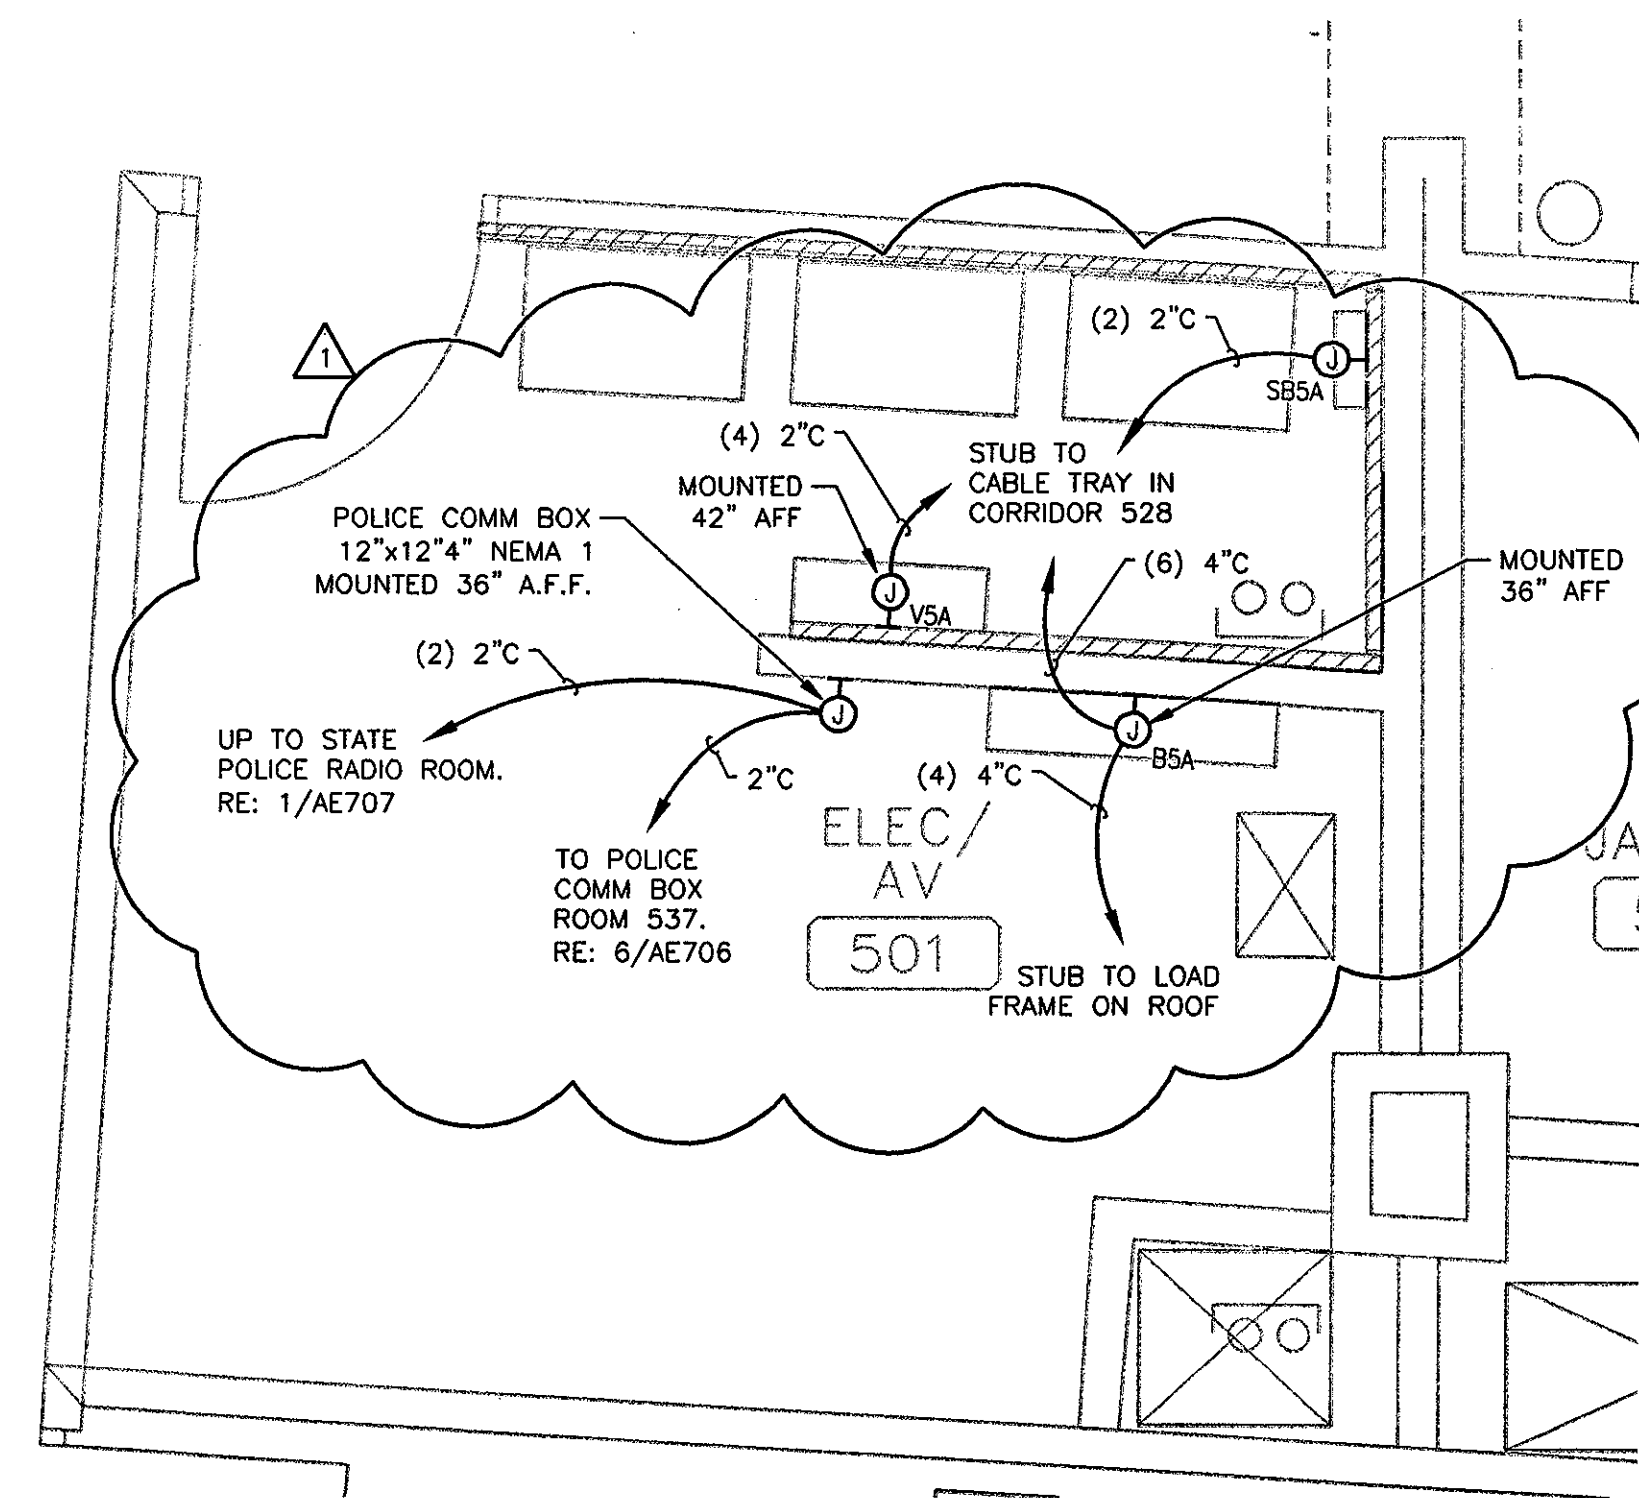 (2) 2"C
J
SB5A
1
(4) 2"C
STUB TO
CABLE TRAY IN
CORRIDOR 528
MOUNTED
42" AFF
POLICE COMM BOX
12"x12"4" NEMA 1
MOUNTED 36" A.F.F.
(6) 4"C
MOUNTED
36" AFF
J
V5A
(2) 2"C
J
J
B5A
UP TO STATE
POLICE RADIO ROOM.
RE: 1/AE707
2"C
(4) 4"C
ELEC/
AV
501
JA
TO POLICE
COMM BOX
ROOM 537.
RE: 6/AE706
STUB TO LOAD
FRAME ON ROOF